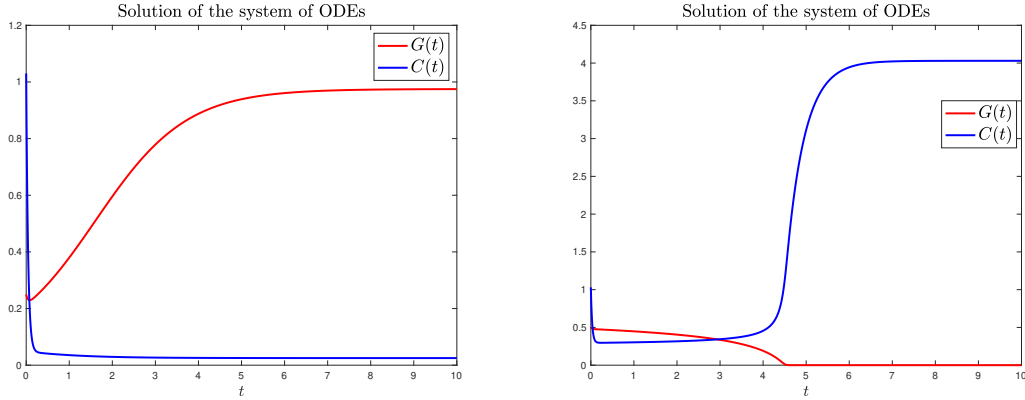 Solution of the system of ODEs
1.2
1
0.8
0.6
0.4
0.2
0
0 1 2 3 4 5 6 7 8 9 10
t
G(t)
C(t)
Solution of the system of ODEs
4.5
4
3.5
3
2.5
2
1.5
1
0.5
0
0 1 2 3 4 5 6 7 8 9 10
t
G(t)
C(t)